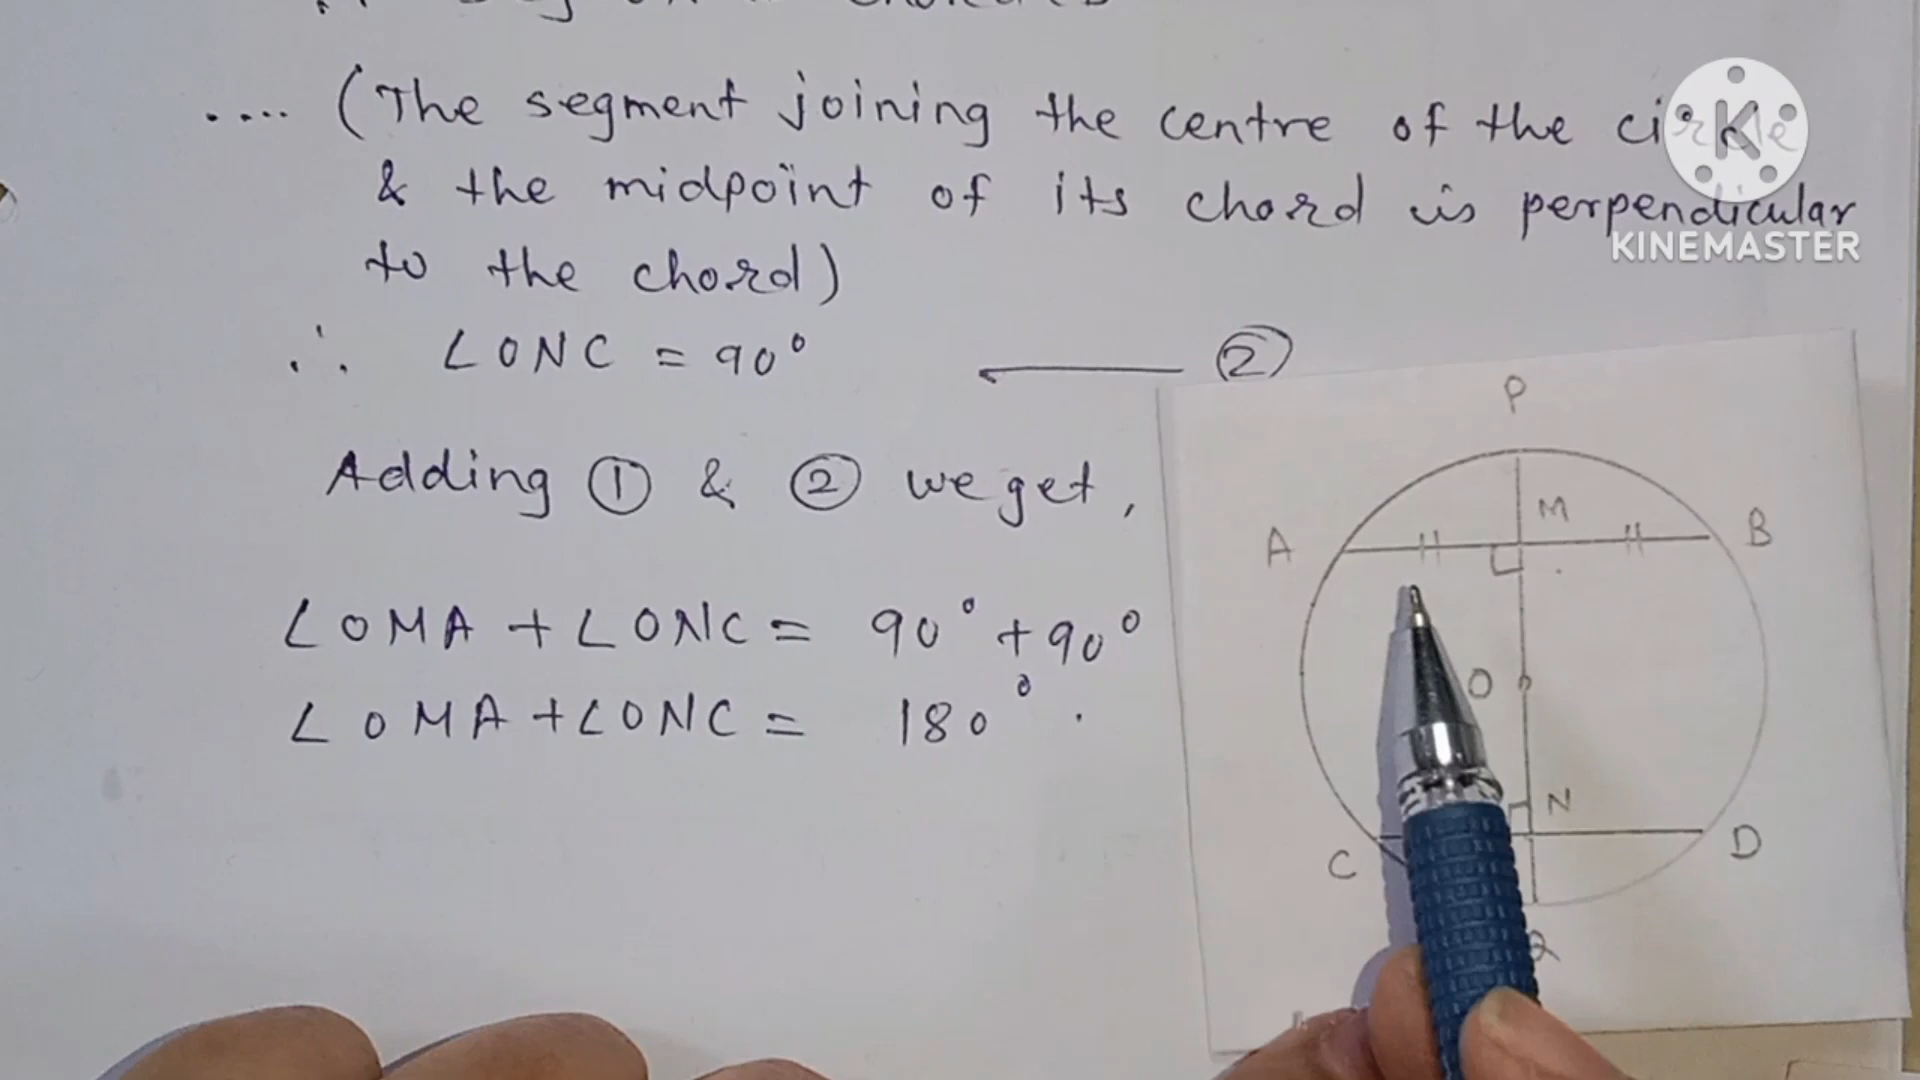 .... (The segment joining the centre of the circle
& the midpoint of its chord is perpendicular
to the chord)
∴ ∠ONC = 90° ②
Adding ① & ② we get,
∠OMA + ∠ONC = 90° + 90°
∠OMA + ∠ONC = 180°.
P
M
A B
O
N
C D
Q
K
KINEMASTER